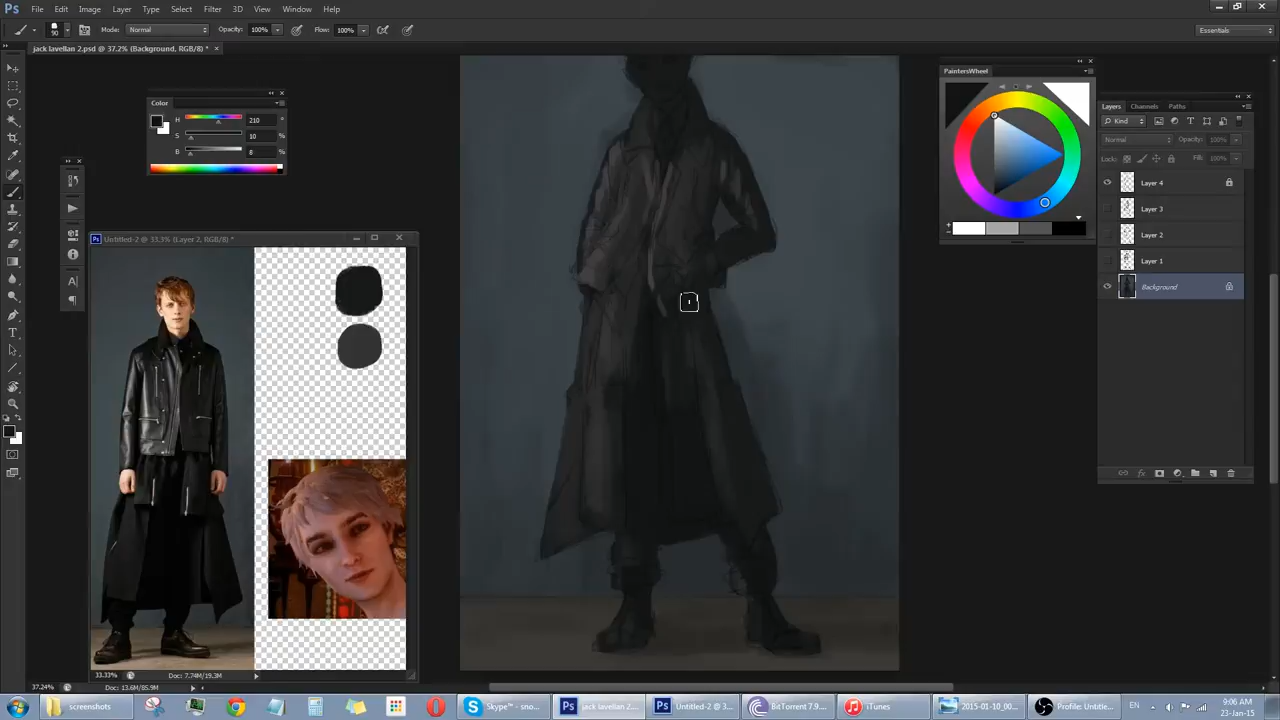 Ps File Edit Image Layer Type Select Filter 3D View Window Help
90 Mode: Normal Opacity: 100% Flow: 100% Essentials
jack lavellan 2.psd @ 37.2% (Background, RGB/8) *
PaintersWheel
Color
H 210 °
S 10 %
B 8 %
Layers Channels Paths
Kind
Normal Opacity: 100%
Lock: Fill: 100%
Layer 4
Layer 3
Layer 2
Layer 1
Background
Ps Untitled-2 @ 33.3% (Layer 2, RGB/8) *
33.33% Doc: 7.74M/19.3M
37.24% Doc: 13.6M/85.9M
screenshots Skype™ - sno... jack lavellan 2.... Untitled-2 @ 3... BitTorrent 7.9... iTunes 2015-01-10_00... Profile: Untitle... EN 9:06 AM
23-Jan-15